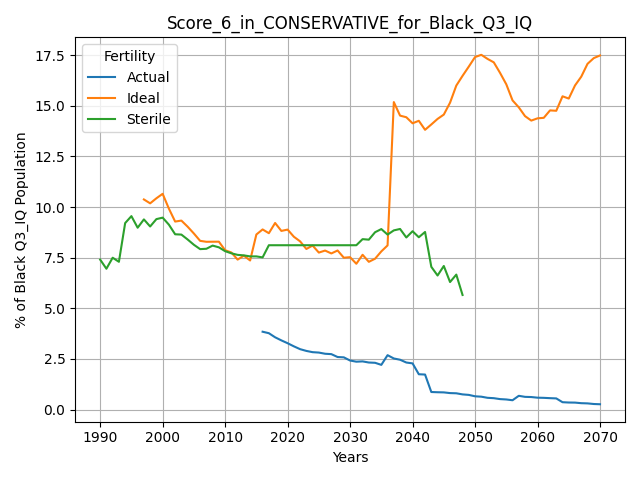 Score_6_in_CONSERVATIVE_for_Black_Q3_IQ
Fertility
Actual
Ideal
Sterile
% of Black Q3_IQ Population
17.5
15.0
12.5
10.0
7.5
5.0
2.5
0.0
1990 2000 2010 2020 2030 2040 2050 2060 2070
Years